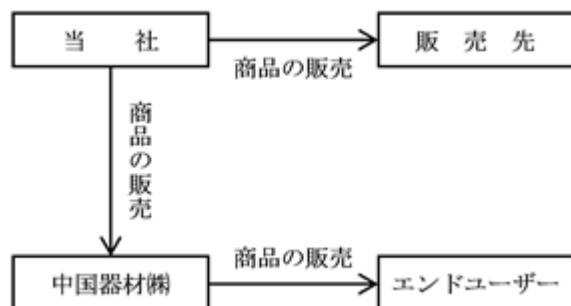 当　　社
販　売　先
商品の販売
商品の販売
商品の販売
中国器材㈱
エンドユーザー